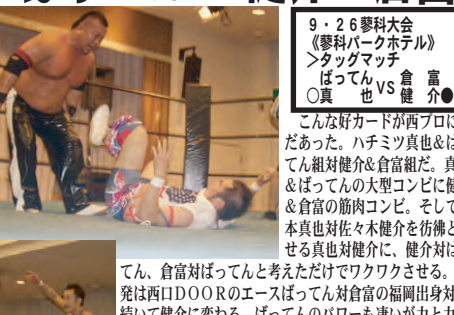 9・26蓼科大会
《蓼科パークホテル》
>タッグマッチ
ばってん vs 倉 富
○真 也 健 介●
こんな好カードが西プロに
だあった。ハチミツ真也&ば
てん組対健介&倉富組だ。真
&ばってんの大型コンビに健
&倉富の筋肉コンビ。そして
本真也対佐々木健介を彷彿と
せる真也対健介に、健介対ば
てん、倉富対ばってんと考えただけでワクワクさせる。
発は西口DOORのエースばってん対倉富の福岡出身対
続いて健介に変わる。ばってんのパワーも凄いが力と力